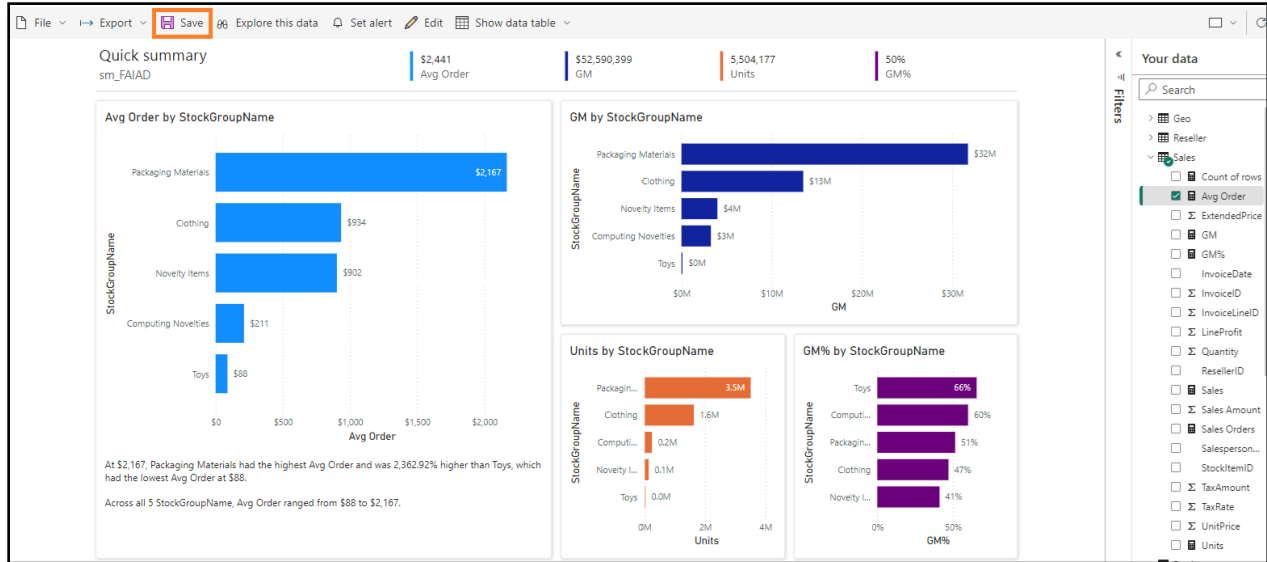 File Export Save Explore this data Set alert Edit Show data table
Quick summary
sm_FAIAD
$2,441
Avg Order
$52,590,399
GM
5,504,177
Units
50%
GM%
Avg Order by StockGroupName
StockGroupName
Packaging Materials $2,167
Clothing $934
Novelty Items $902
Computing Novelties $211
Toys $88
$0 $500 $1,000 $1,500 $2,000
Avg Order
At $2,167, Packaging Materials had the highest Avg Order and was 2,362.92% higher than Toys, which
had the lowest Avg Order at $88.
Across all 5 StockGroupName, Avg Order ranged from $88 to $2,167.
GM by StockGroupName
StockGroupName
Packaging Materials $32M
Clothing $13M
Novelty Items $4M
Computing Novelties $3M
Toys $0M
$0M $10M $20M $30M
GM
Units by StockGroupName
StockGroupName
Packagin... 3.5M
Clothing 1.6M
Computi... 0.2M
Novelty I... 0.1M
Toys 0.0M
0M 2M 4M
Units
GM% by StockGroupName
StockGroupName
Toys 66%
Computi... 60%
Packagin... 51%
Clothing 47%
Novelty I... 41%
0% 50%
GM%
Filters
Your data
Search
Geo
Reseller
Sales
Count of rows
Avg Order
Σ ExtendedPrice
GM
GM%
InvoiceDate
Σ InvoiceID
Σ InvoiceLineID
Σ LineProfit
Σ Quantity
ResellerID
Sales
Σ Sales Amount
Sales Orders
Salesperson...
StockItemID
Σ TaxAmount
Σ TaxRate
Σ UnitPrice
Units